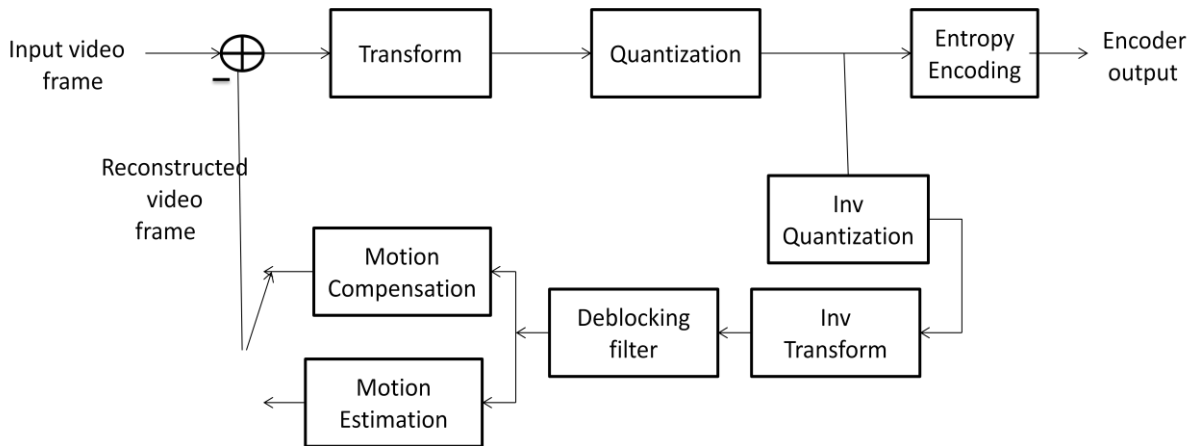 Input video
frame
Transform
Quantization
Entropy
Encoding
Encoder
output
Reconstructed
video
frame
Inv
Quantization
Motion
Compensation
Deblocking
filter
Inv
Transform
Motion
Estimation